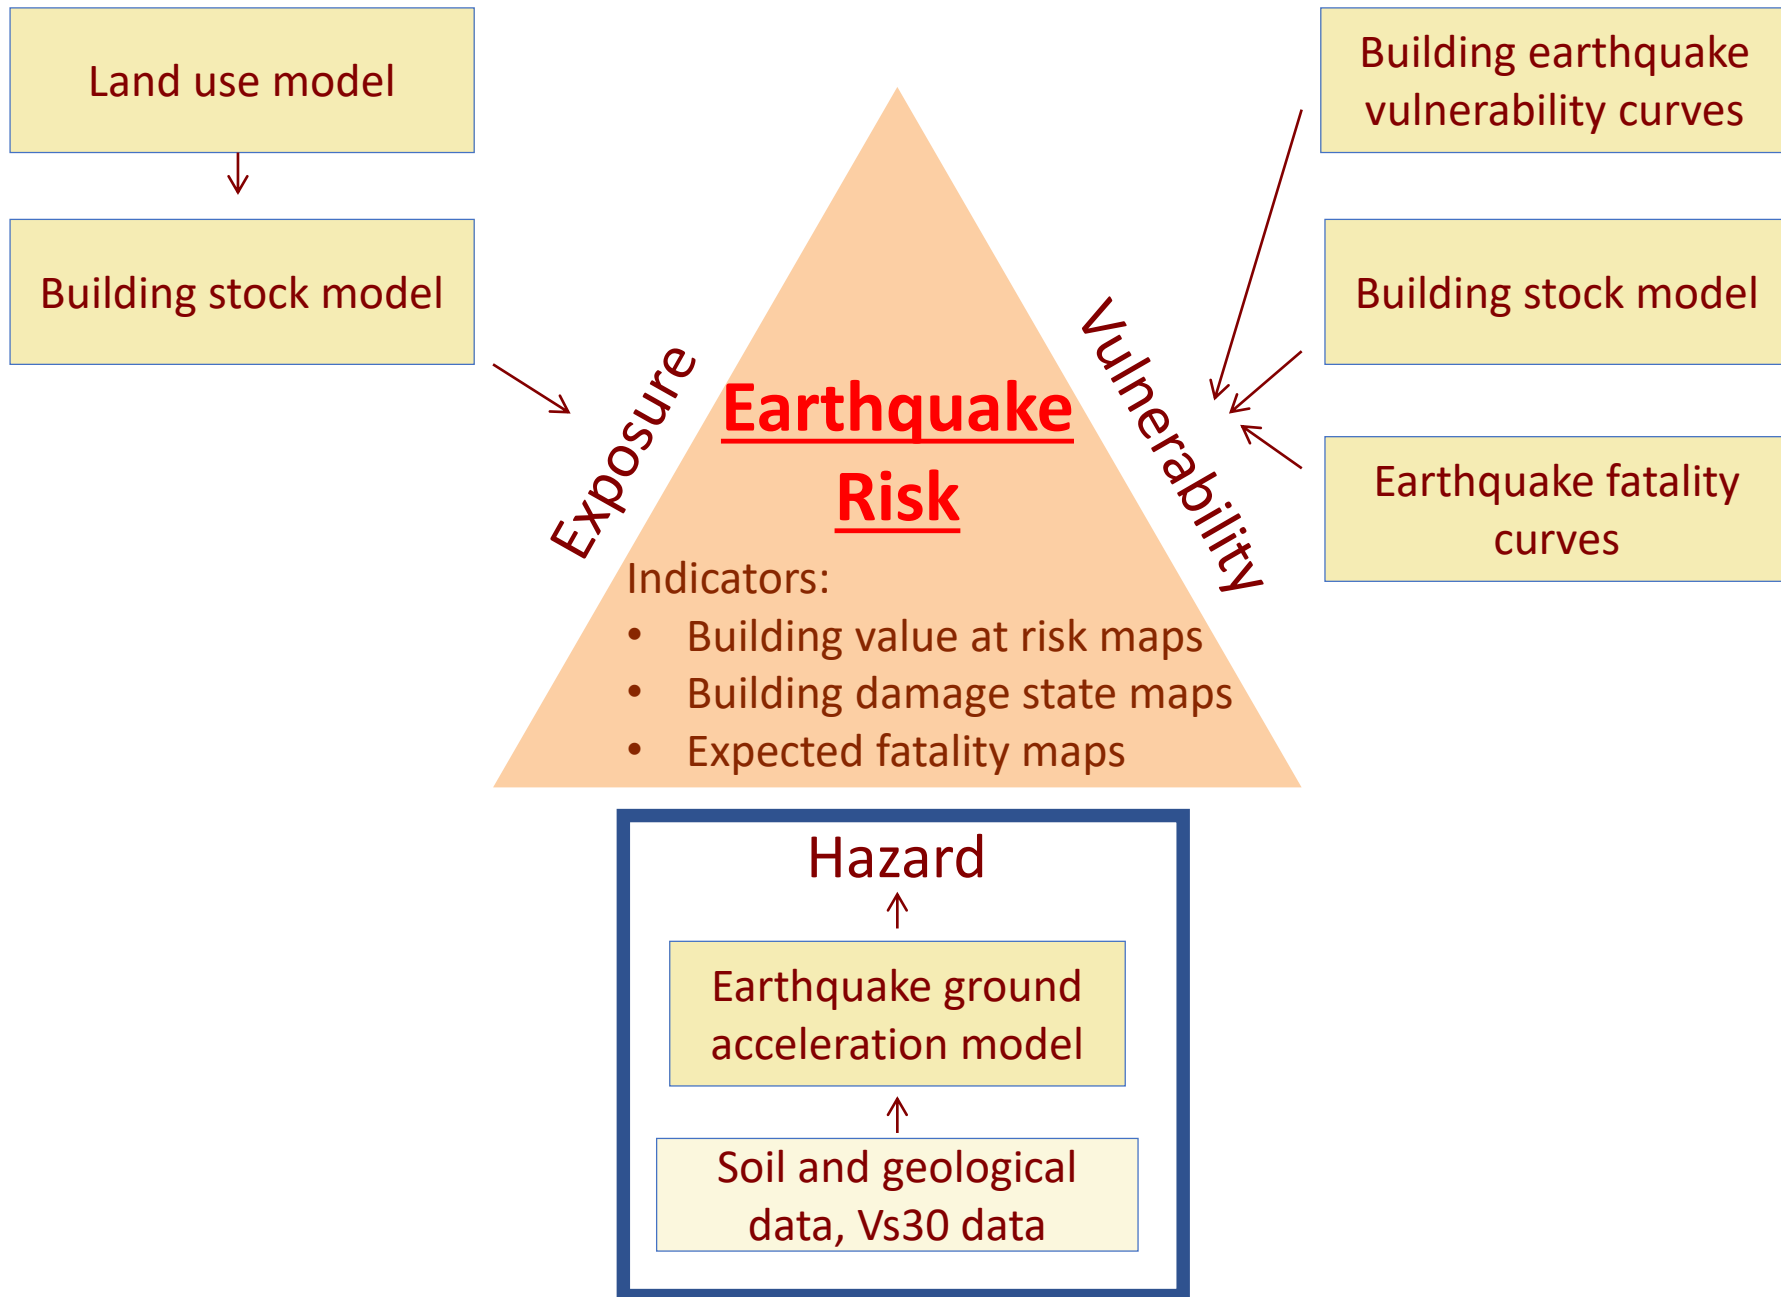 Land use model
Building stock model
Exposure
Earthquake
Risk
Indicators:
• Building value at risk maps
• Building damage state maps
• Expected fatality maps
Vulnerability
Building earthquake
vulnerability curves
Building stock model
Earthquake fatality
curves
Hazard
Earthquake ground
acceleration model
Soil and geological
data, Vs30 data